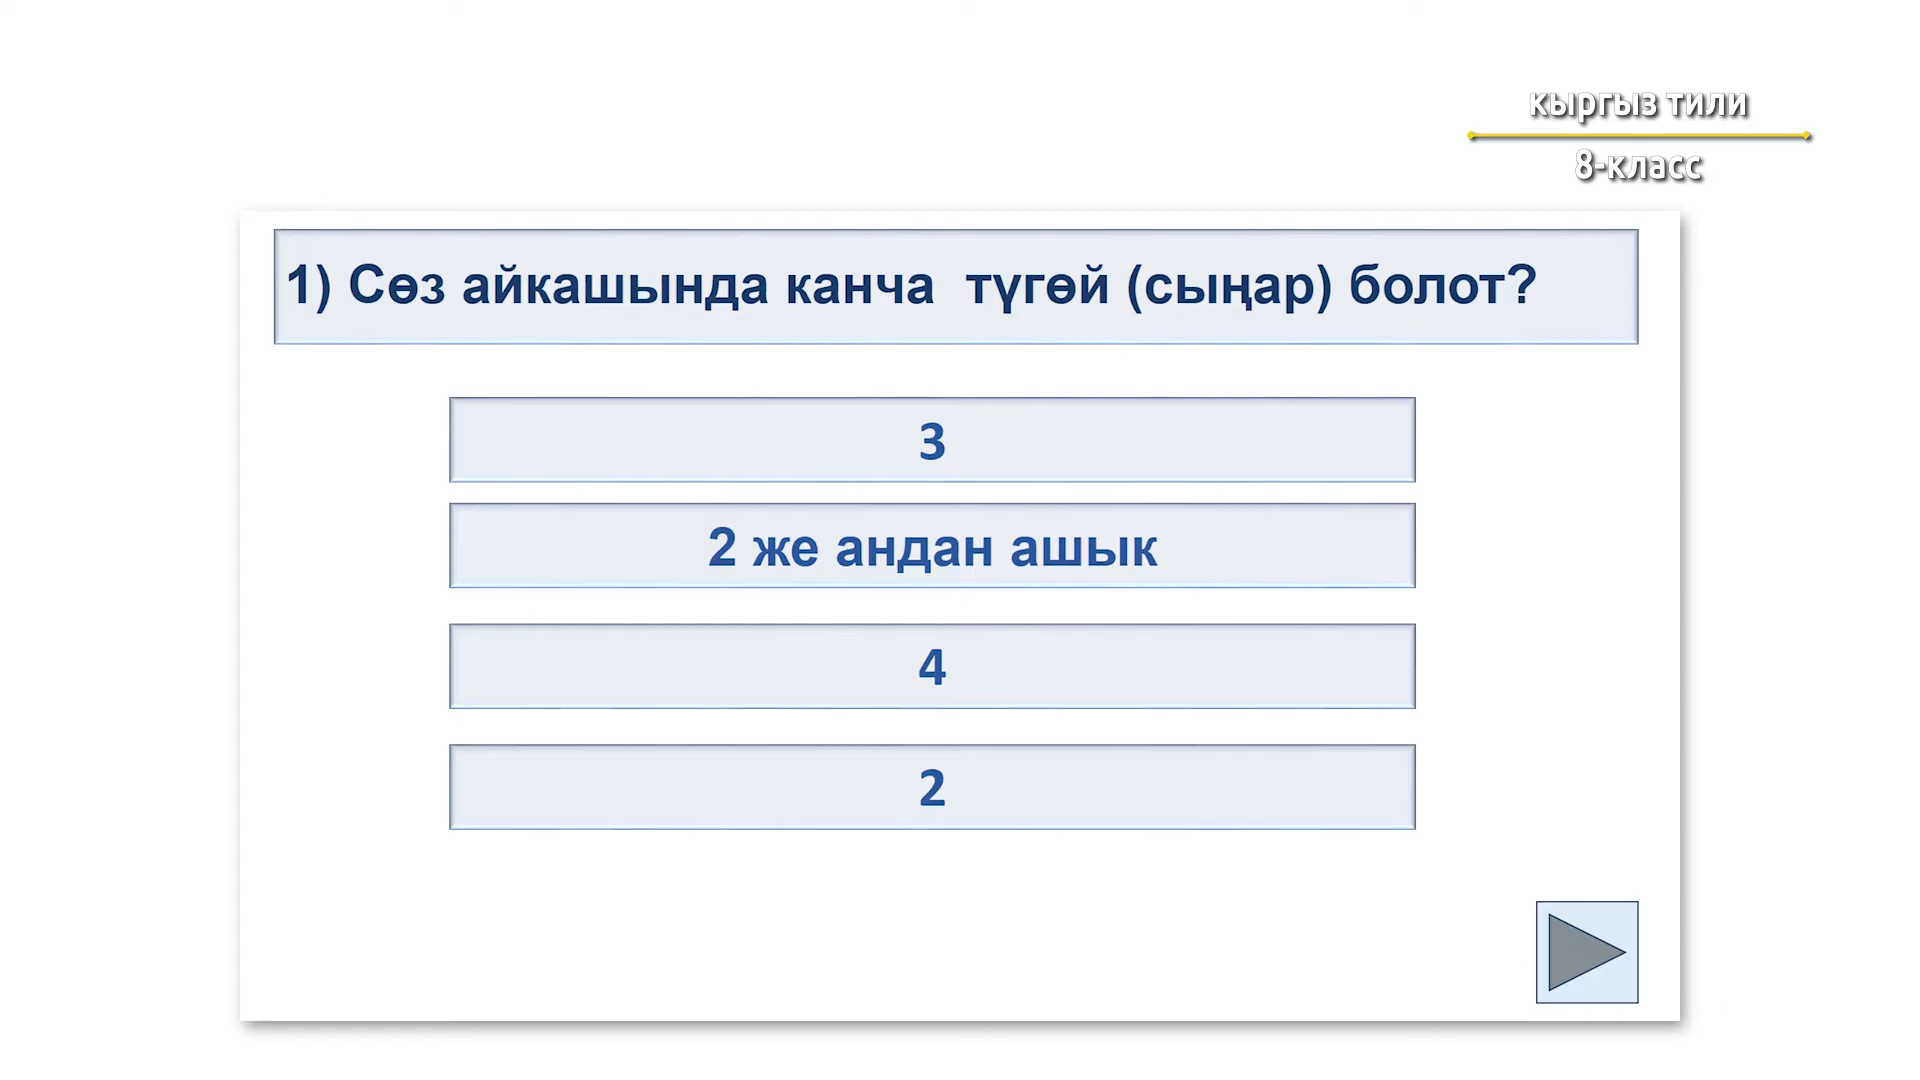 кыргыз тили
8-класс
1) Сөз айкашында канча түгөй (сыңар) болот?
3
2 же андан ашык
4
2